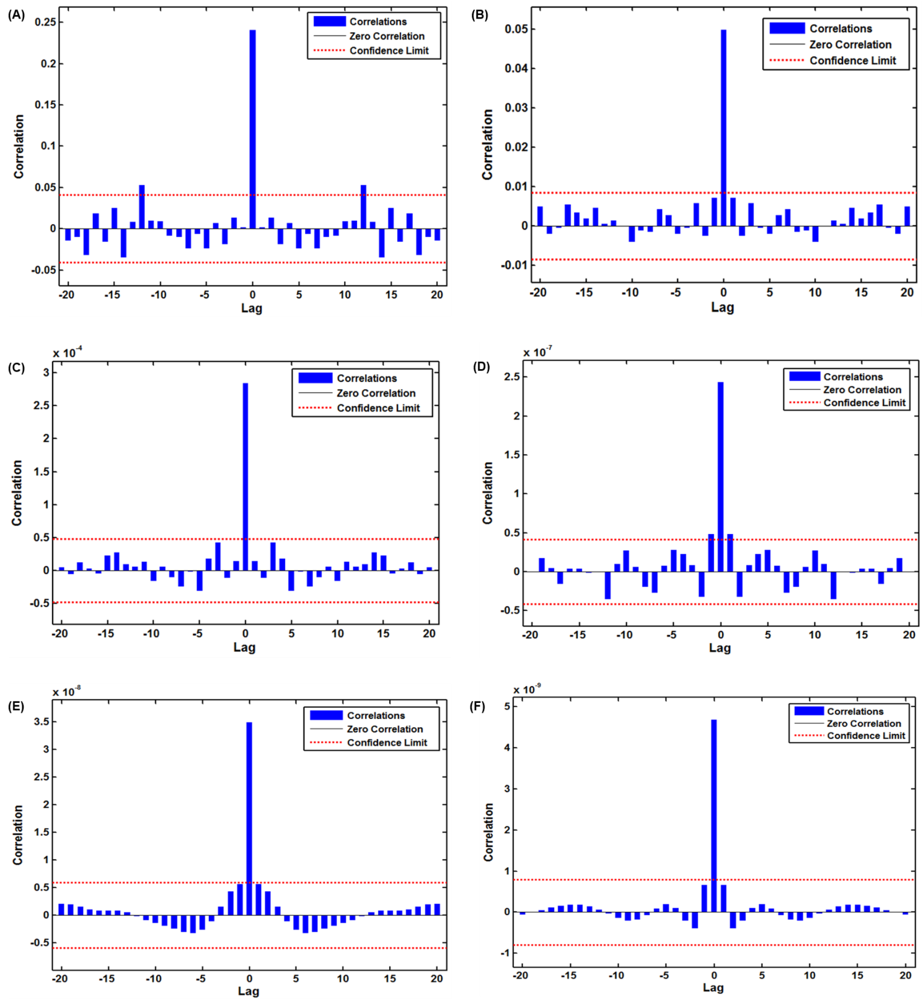 (A)
Correlations
Zero Correlation
Confidence Limit
0.25
0.2
0.15
0.1
0.05
0
-0.05
Correlation
-20 -15 -10 -5 0 5 10 15 20
Lag
(B)
Correlations
Zero Correlation
Confidence Limit
0.05
0.04
0.03
0.02
0.01
0
-0.01
Correlation
-20 -15 -10 -5 0 5 10 15 20
Lag
(C)
x 10-4
Correlations
Zero Correlation
Confidence Limit
3
2.5
2
1.5
1
0.5
0
-0.5
Correlation
-20 -15 -10 -5 0 5 10 15 20
Lag
(D)
x 10-7
Correlations
Zero Correlation
Confidence Limit
2.5
2
1.5
1
0.5
0
-0.5
Correlation
-20 -15 -10 -5 0 5 10 15 20
Lag
(E)
x 10-8
Correlations
Zero Correlation
Confidence Limit
3.5
3
2.5
2
1.5
1
0.5
0
-0.5
Correlation
-20 -15 -10 -5 0 5 10 15 20
Lag
(F)
x 10-9
Correlations
Zero Correlation
Confidence Limit
5
4
3
2
1
0
-1
Correlation
-20 -15 -10 -5 0 5 10 15 20
Lag